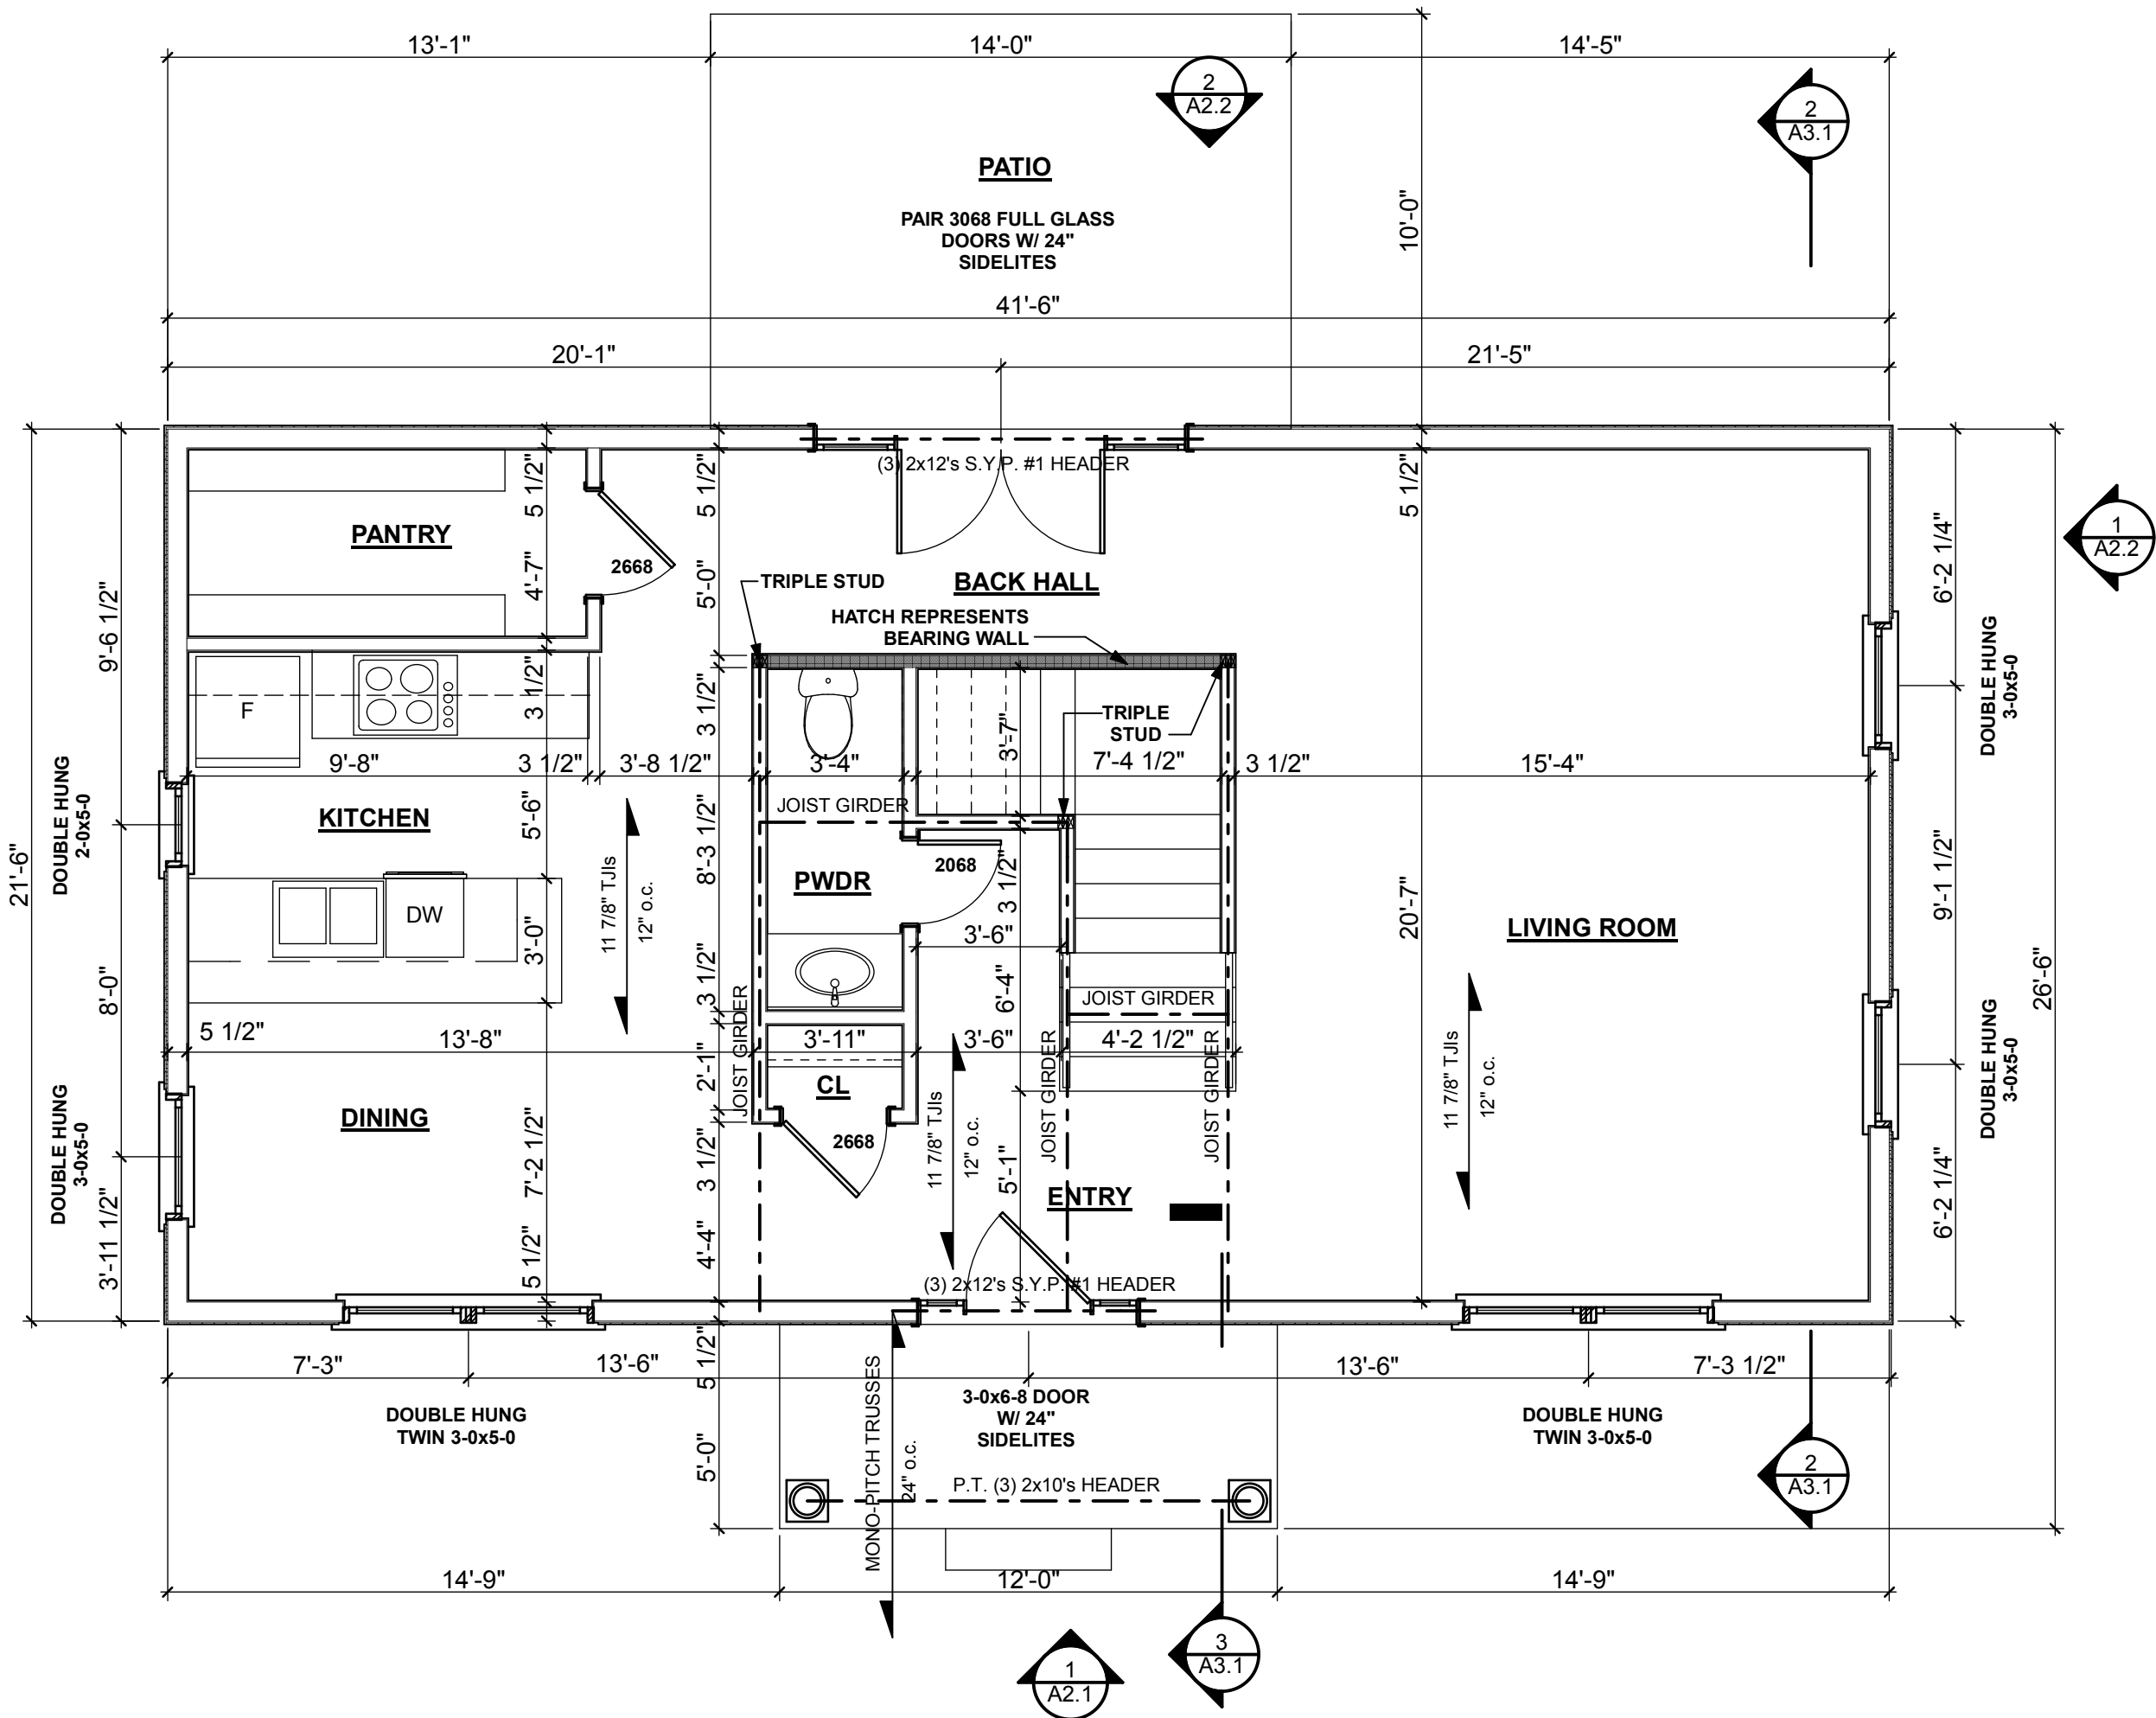 13'-1"
14'-0"
14'-5"
2
A2.2
2
A3.1
PATIO
PAIR 3068 FULL GLASS
DOORS W/ 24"
SIDELITES
10'-0"
41'-6"
20'-1"
21'-5"
(3) 2x12's S.Y.P. #1 HEADER
5 1/2"
5 1/2"
5 1/2"
PANTRY
2668
4'-7"
5'-0"
TRIPLE STUD
BACK HALL
HATCH REPRESENTS
BEARING WALL
1
A2.2
6'-2 1/4"
DOUBLE HUNG
3-0x5-0
9'-6 1/2"
3 1/2"
3 1/2"
F
TRIPLE
STUD
3'-7"
9'-8"
3 1/2"
3'-8 1/2"
3'-4"
7'-4 1/2"
3 1/2"
15'-4"
JOIST GIRDER
KITCHEN
5'-6"
DOUBLE HUNG
2-0x5-0
21'-6"
11 7/8" TJIs
12" o.c.
8'-3 1/2"
PWDR
2068
3 1/2"
DW
3'-0"
3'-6"
20'-7"
LIVING ROOM
9'-1 1/2"
26'-6"
8'-0"
3 1/2"
6'-4"
JOIST GIRDER
5 1/2"
13'-8"
JOIST GIRDER
3'-11"
3'-6"
4'-2 1/2"
2'-1"
CL
JOIST GIRDER
JOIST GIRDER
11 7/8" TJIs
12" o.c.
DOUBLE HUNG
3-0x5-0
DINING
2668
11 7/8" TJIs
12" o.c.
DOUBLE HUNG
3-0x5-0
7'-2 1/2"
3 1/2"
5'-1"
ENTRY
6'-2 1/4"
3'-11 1/2"
5 1/2"
4'-4"
(3) 2x12's S.Y.P. #1 HEADER
7'-3"
13'-6"
5 1/2"
13'-6"
7'-3 1/2"
MONO-PITCH TRUSSES
24" o.c.
DOUBLE HUNG
TWIN 3-0x5-0
3-0x6-8 DOOR
W/ 24"
SIDELITES
DOUBLE HUNG
TWIN 3-0x5-0
5'-0"
P.T. (3) 2x10's HEADER
2
A3.1
14'-9"
12'-0"
14'-9"
1
A2.1
3
A3.1